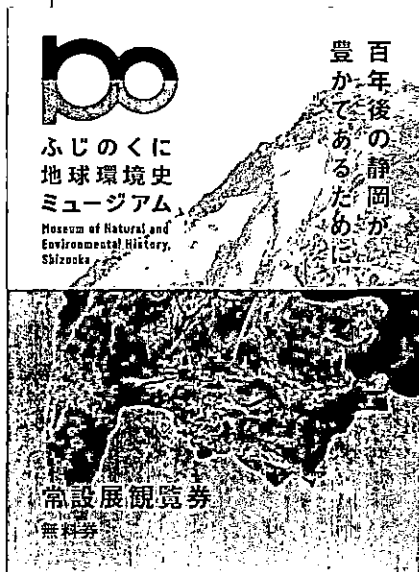 ふじのくに
地球環境史
ミュージアム
Museum of Natural and
Environmental History,
Shizuoka
百年後の静岡が
豊かであるために
常設展観覧券
無料券